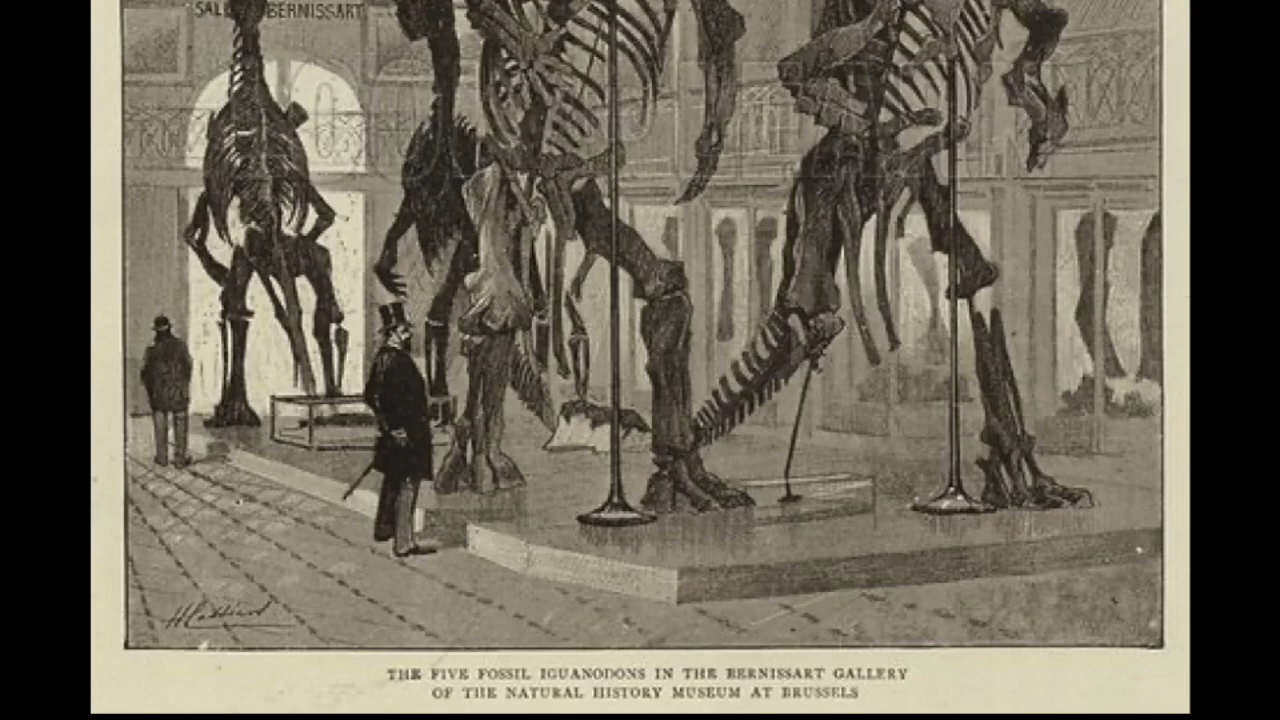 SALLE BERNISSART
THE FIVE FOSSIL IGUANODONS IN THE BERNISSART GALLERY
OF THE NATURAL HISTORY MUSEUM AT BRUSSELS